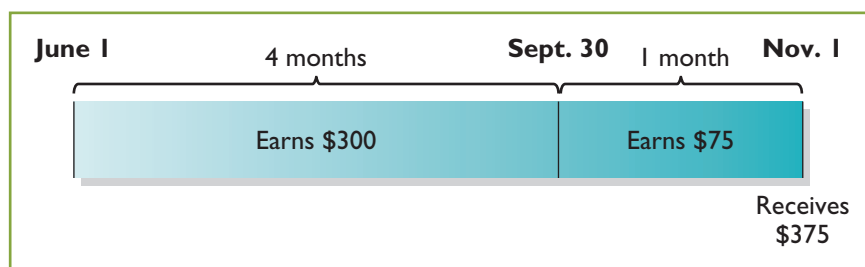 June 1 4 months Sept. 30 1 month Nov. 1
Earns $300 Earns $75
Receives
$375